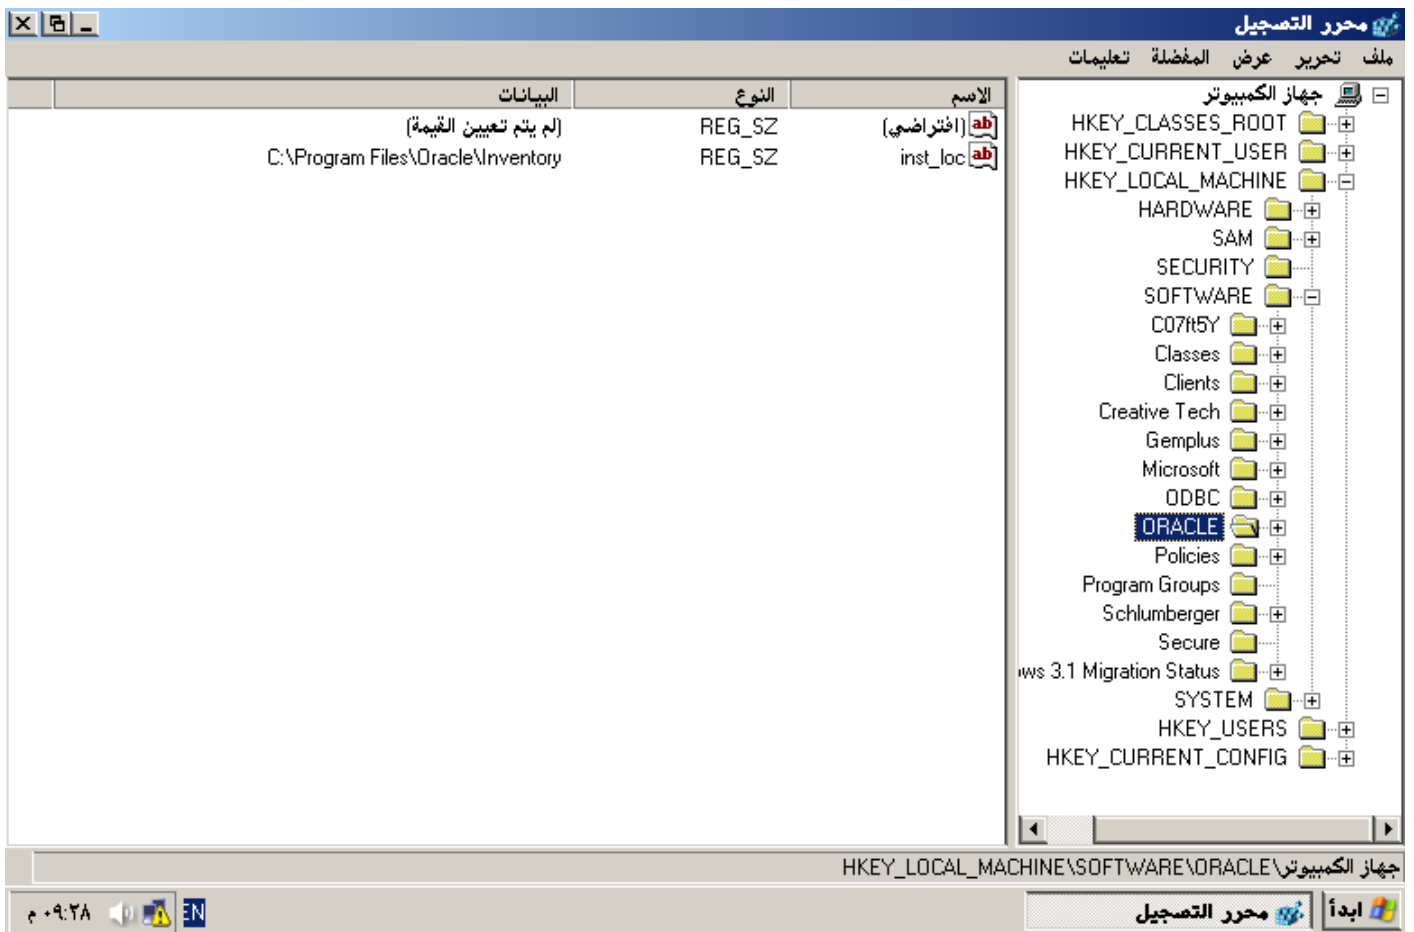 محرر التصجيل
ملف تحرير عرض المفضلة تعليمات
جهاز الكمبيوتر
HKEY_CLASSES_ROOT
HKEY_CURRENT_USER
HKEY_LOCAL_MACHINE
HARDWARE
SAM
SECURITY
SOFTWARE
C07ft5Y
Classes
Clients
Creative Tech
Gemplus
Microsoft
ODBC
ORACLE
Policies
Program Groups
Schlumberger
Secure
ws 3.1 Migration Status
SYSTEM
HKEY_USERS
HKEY_CURRENT_CONFIG
الاسم النوع البيانات
(افتراضي) REG_SZ (لم يتم تعيين القيمة)
inst_loc REG_SZ C:\Program Files\Oracle\Inventory
جهاز الكمبيوتر\HKEY_LOCAL_MACHINE\SOFTWARE\ORACLE
ابدأ محرر التصجيل EN ٠٩:٢٨ م